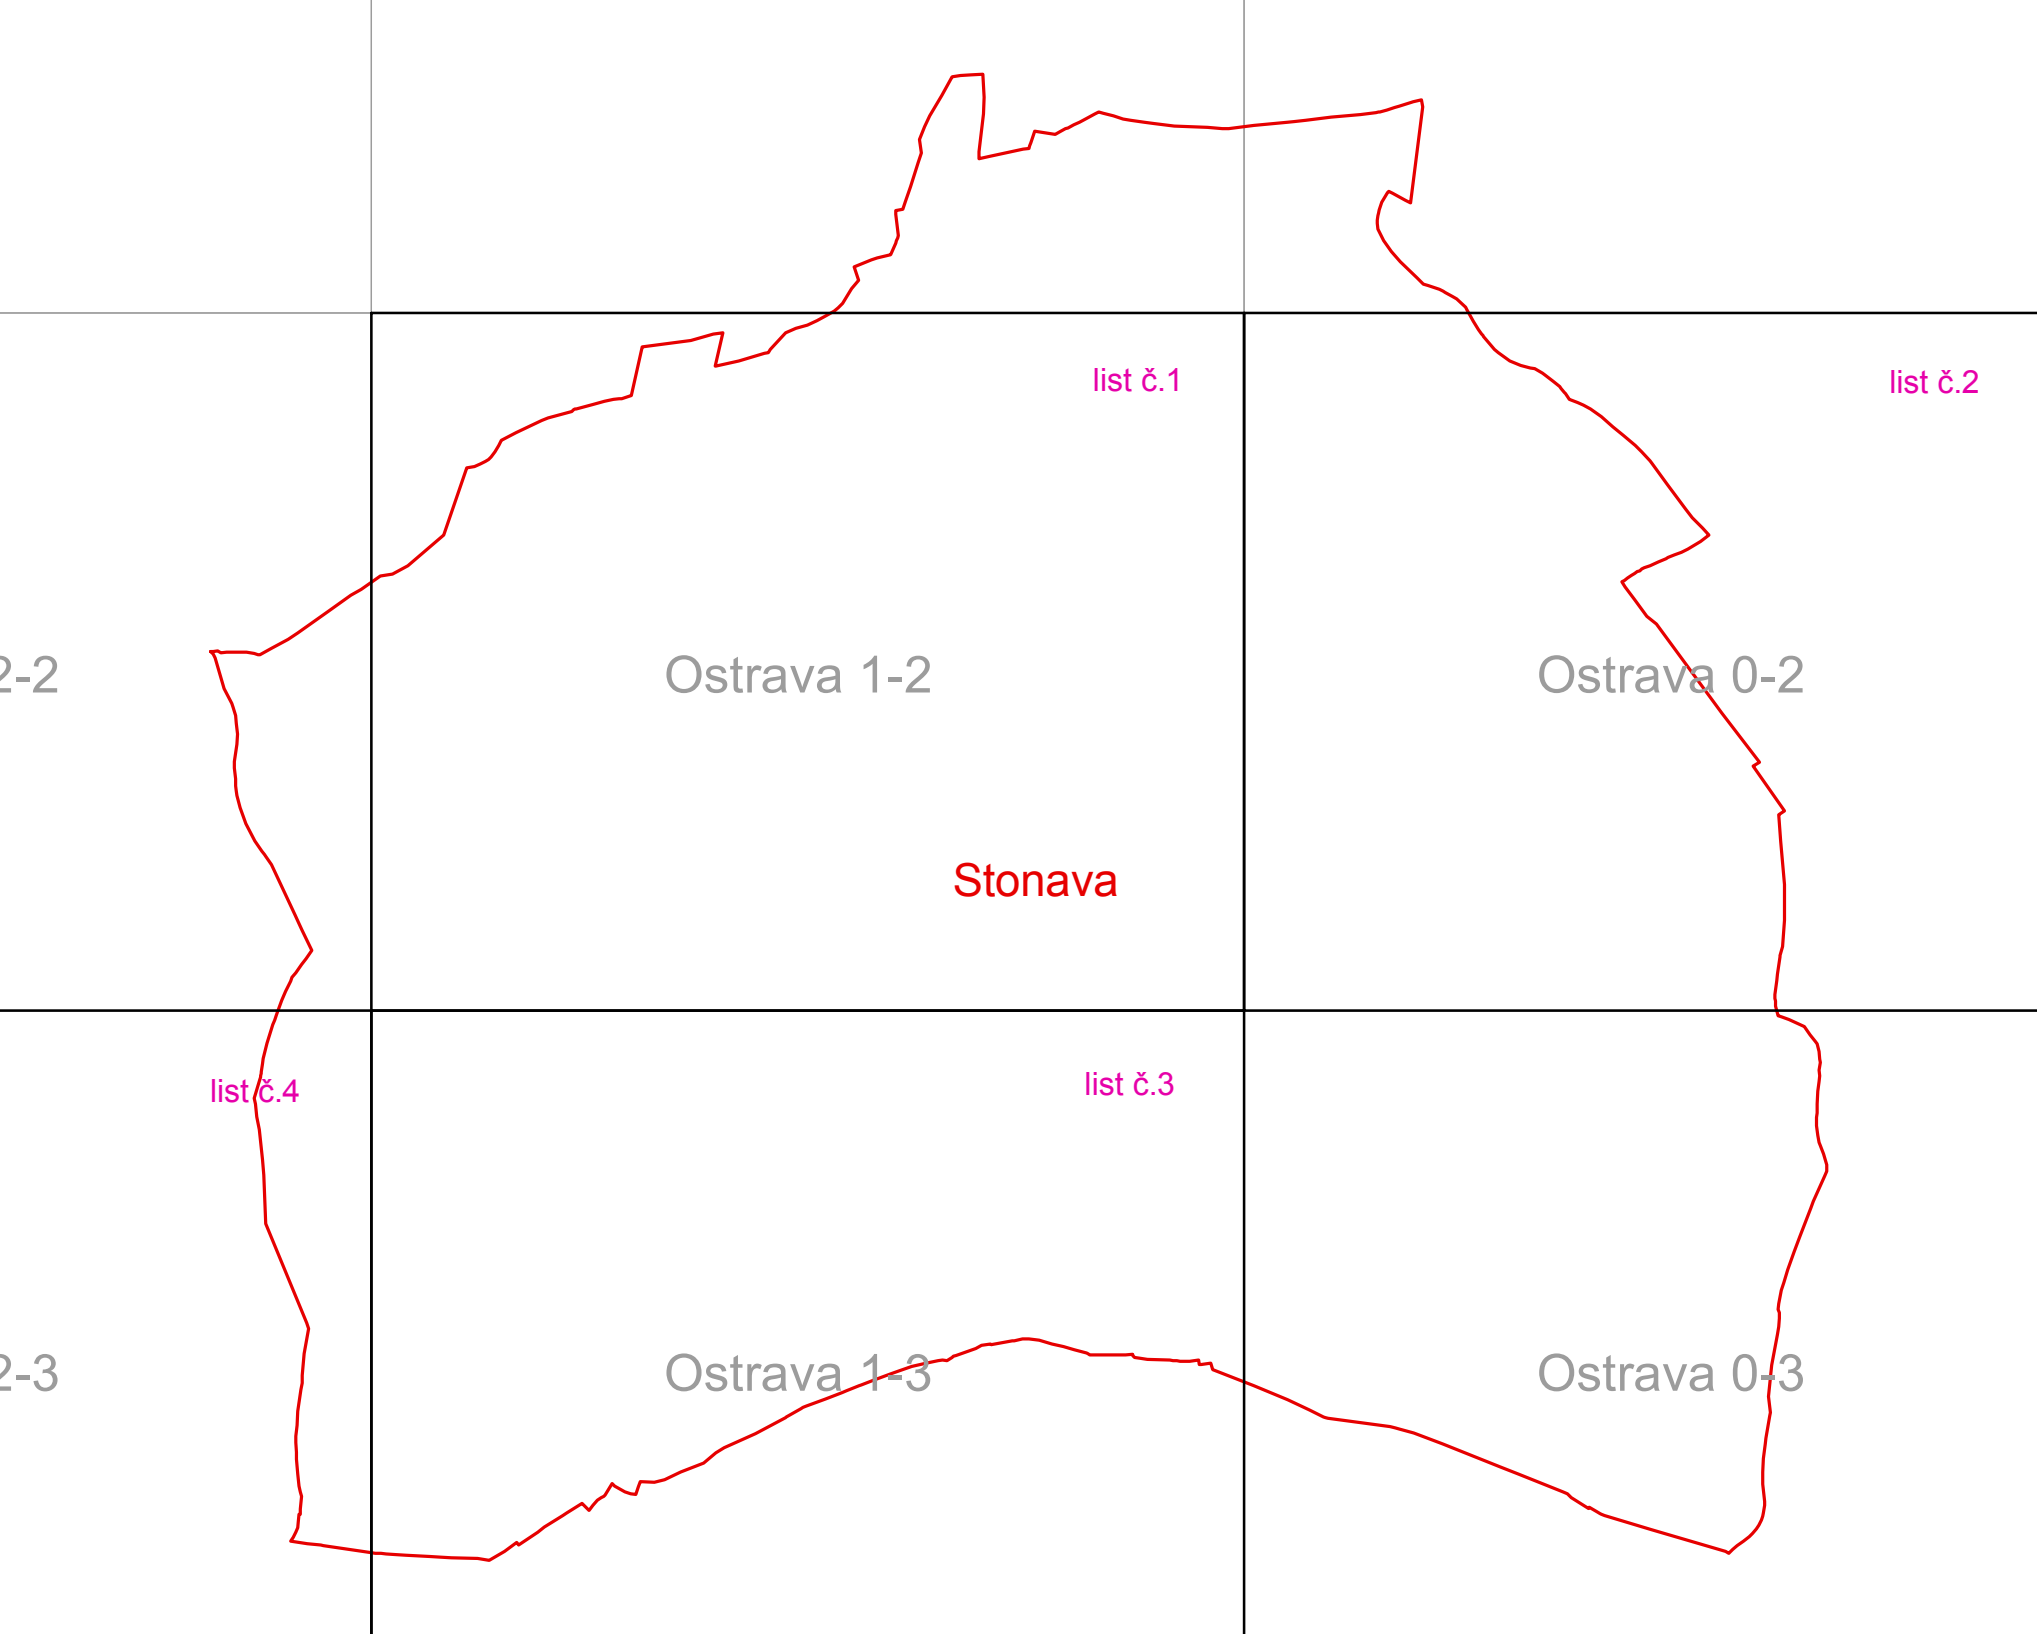 list č.1
list č.2
2-2
Ostrava 1-2
Ostrava 0-2
Stonava
list č.4
list č.3
2-3
Ostrava 1-3
Ostrava 0-3